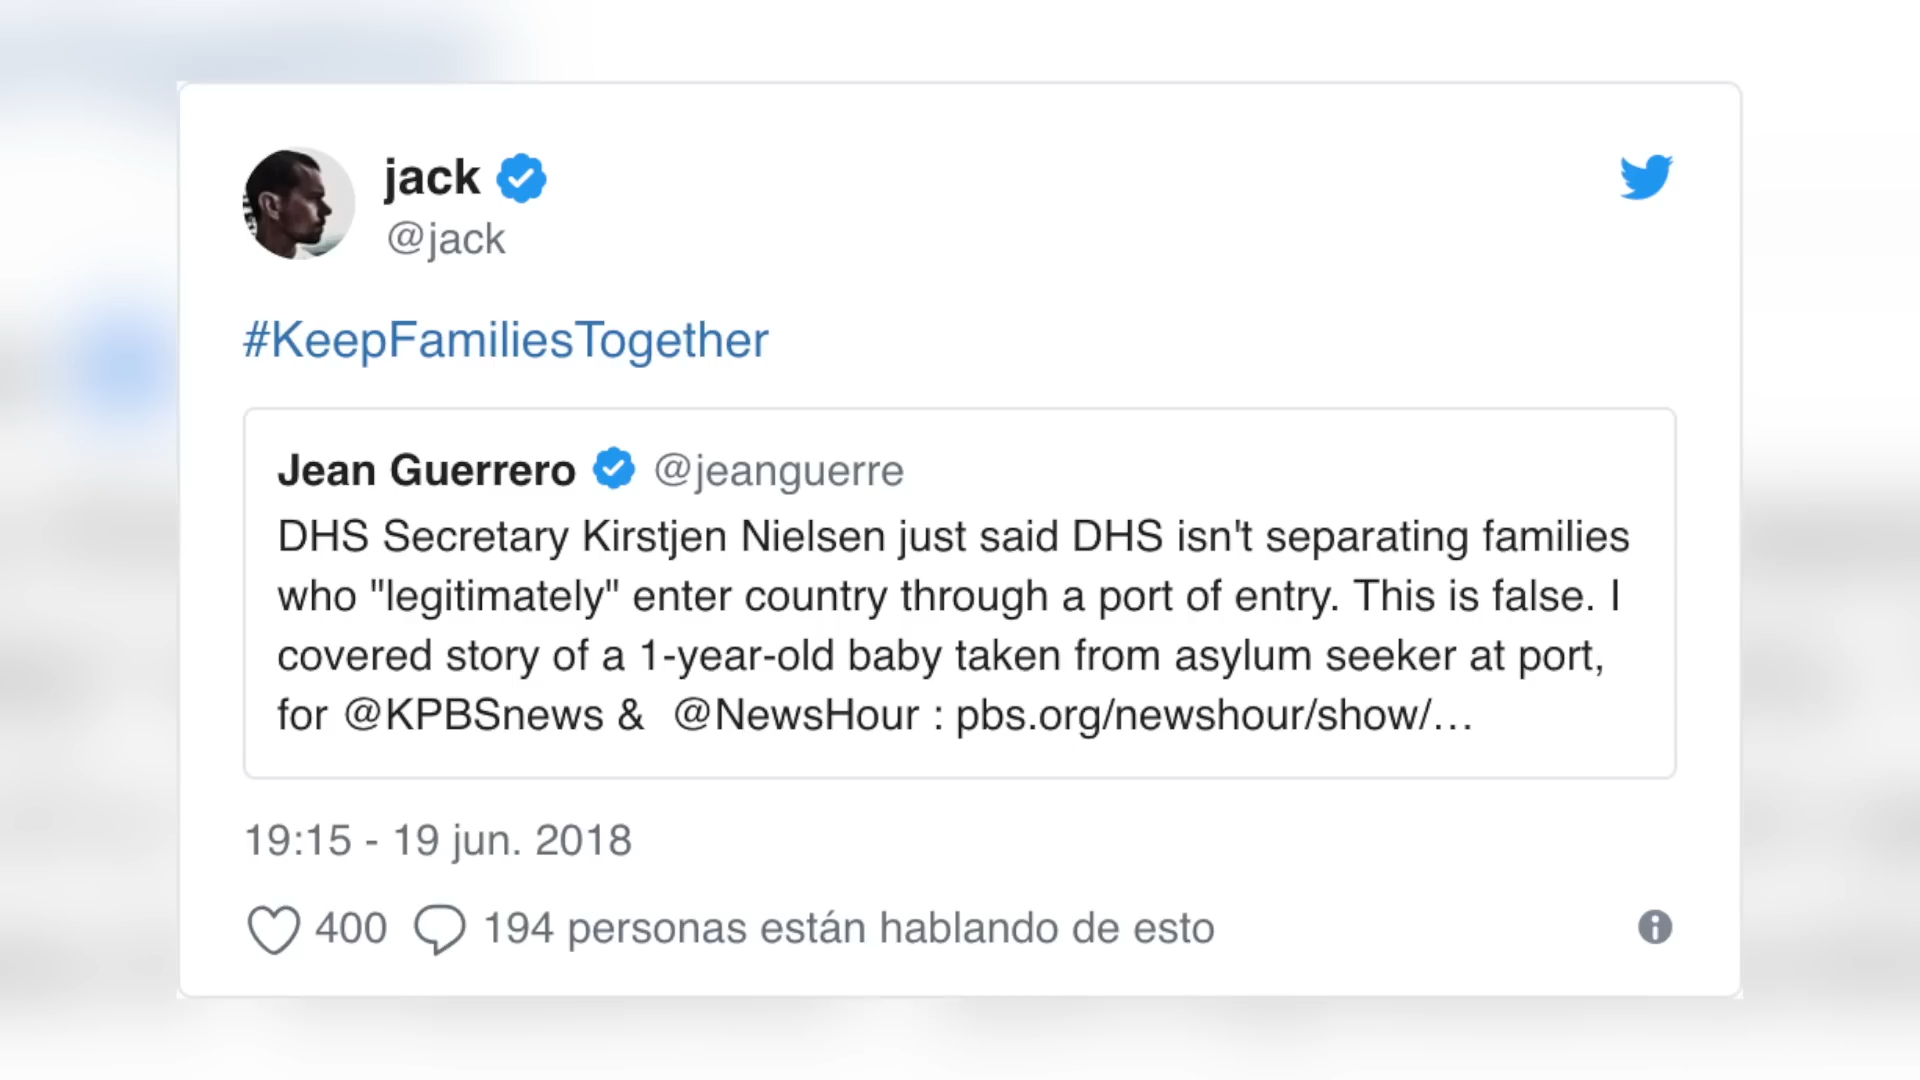 jack
@jack
#KeepFamiliesTogether
Jean Guerrero @jeanguerre
DHS Secretary Kirstjen Nielsen just said DHS isn't separating families
who "legitimately" enter country through a port of entry. This is false. I
covered story of a 1-year-old baby taken from asylum seeker at port,
for @KPBSnews & @NewsHour : pbs.org/newshour/show/…
19:15 - 19 jun. 2018
400 194 personas están hablando de esto